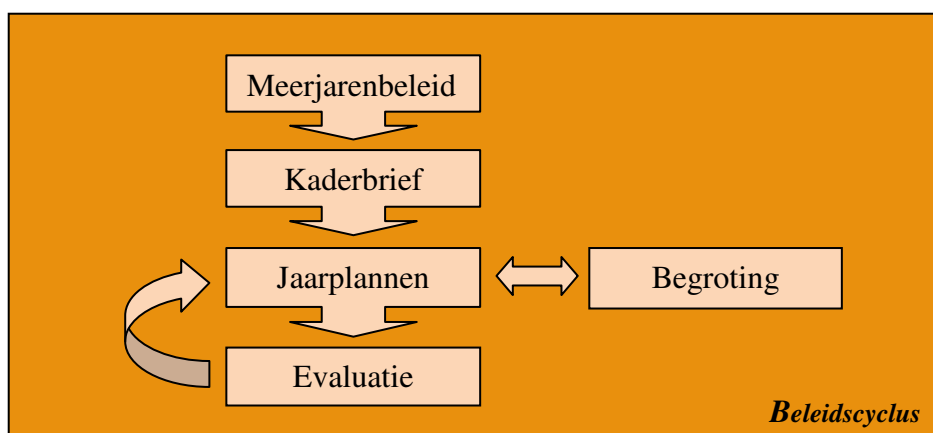 Meerjarenbeleid
Kaderbrief
Jaarplannen
Begroting
Evaluatie
Beleidscyclus